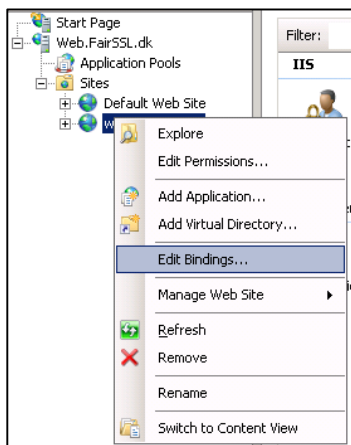 Start Page
Filter:
Web.FairSSL.dk
Application Pools
IIS
Sites
Default Web Site
Explore
Edit Permissions...
Add Application...
Add Virtual Directory...
Edit Bindings...
Manage Web Site
Refresh
Remove
Rename
Switch to Content View